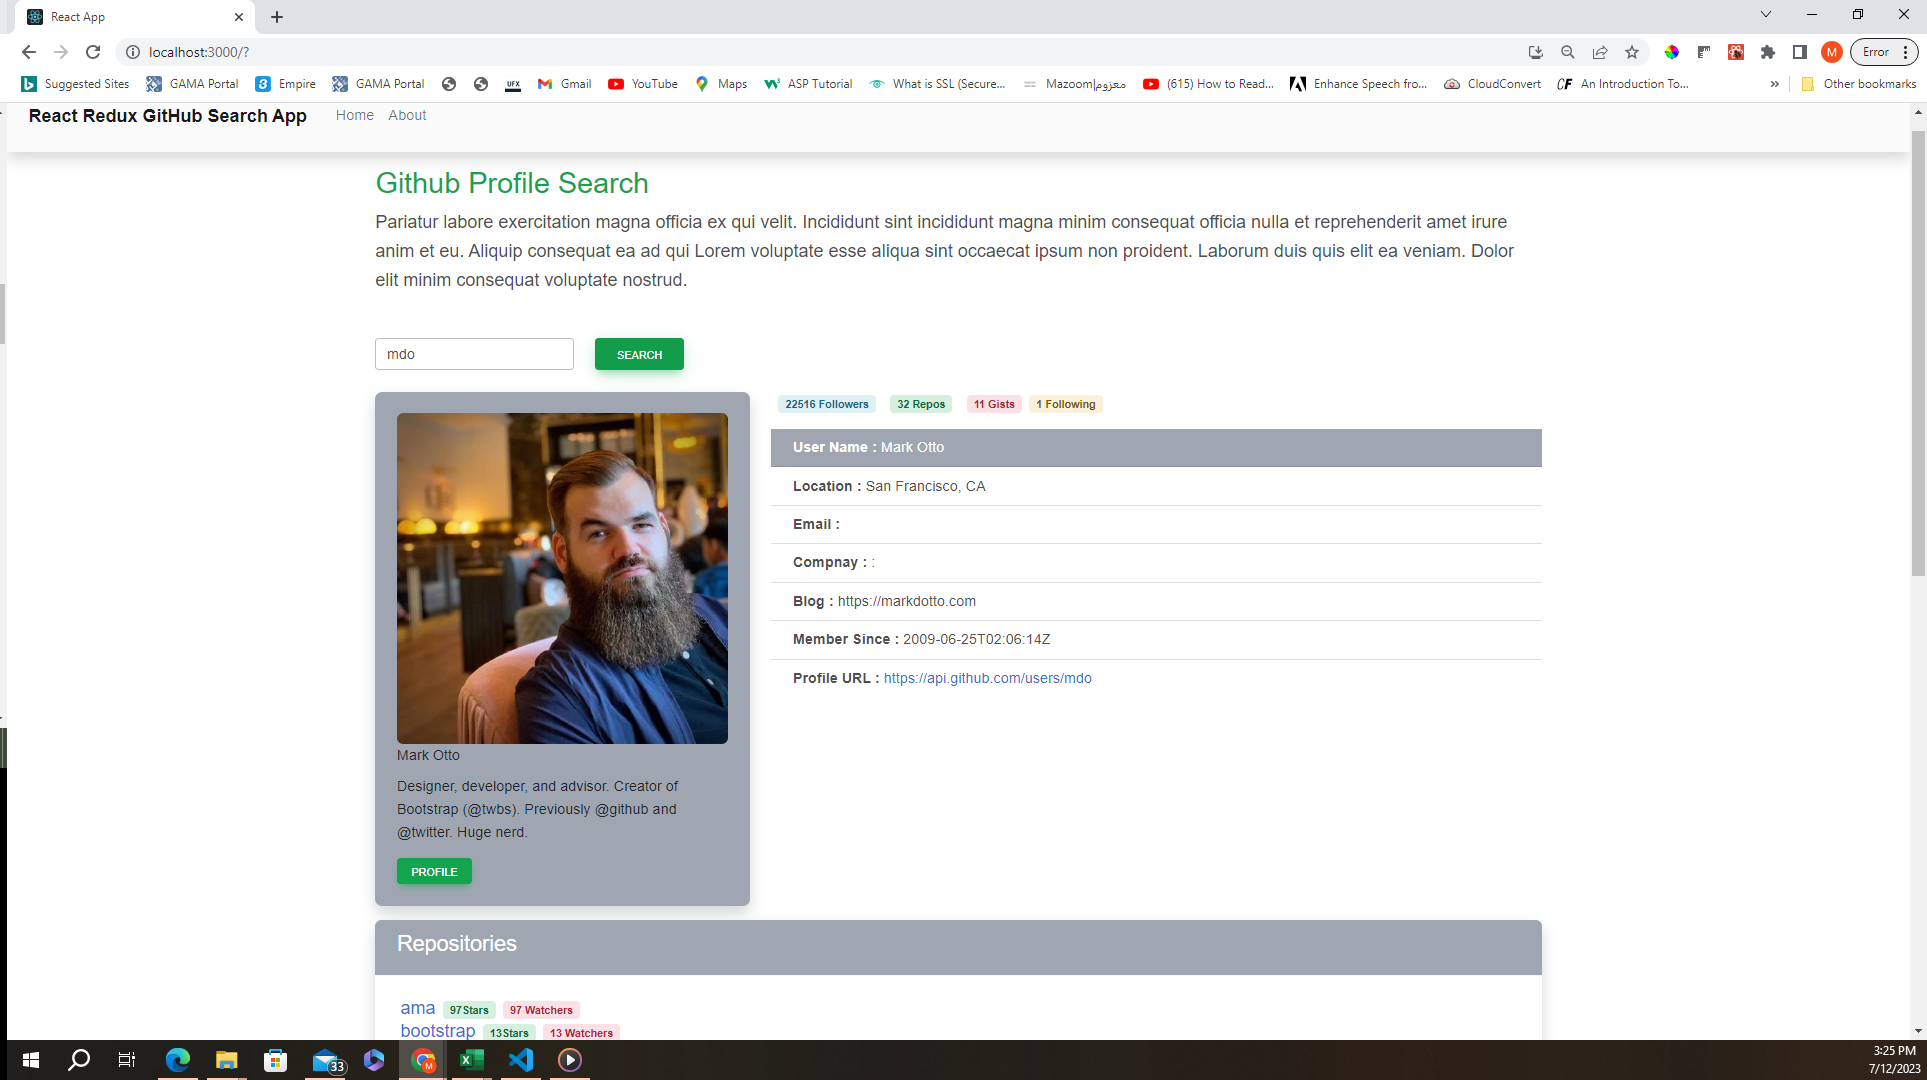 React App
localhost:3000/?
M
Error
Suggested Sites
GAMA Portal
Empire
GAMA Portal
UFX
Gmail
YouTube
Maps
ASP Tutorial
What is SSL (Secure...
Mazoom|معزوم
(615) How to Read...
Enhance Speech fro...
CloudConvert
CF
An Introduction To...
»
Other bookmarks
React Redux GitHub Search App
Home
About
Github Profile Search
Pariatur labore exercitation magna officia ex qui velit. Incididunt sint incididunt magna minim consequat officia nulla et reprehenderit amet irure
anim et eu. Aliquip consequat ea ad qui Lorem voluptate esse aliqua sint occaecat ipsum non proident. Laborum duis quis elit ea veniam. Dolor
elit minim consequat voluptate nostrud.
mdo
SEARCH
22516 Followers
32 Repos
11 Gists
1 Following
User Name : Mark Otto
Location : San Francisco, CA
Email :
Compnay : :
Blog : https://markdotto.com
Member Since : 2009-06-25T02:06:14Z
Profile URL : https://api.github.com/users/mdo
Mark Otto
Designer, developer, and advisor. Creator of
Bootstrap (@twbs). Previously @github and
@twitter. Huge nerd.
PROFILE
Repositories
ama 97Stars 97 Watchers
bootstrap 13Stars 13 Watchers
33
M
3:25 PM
7/12/2023